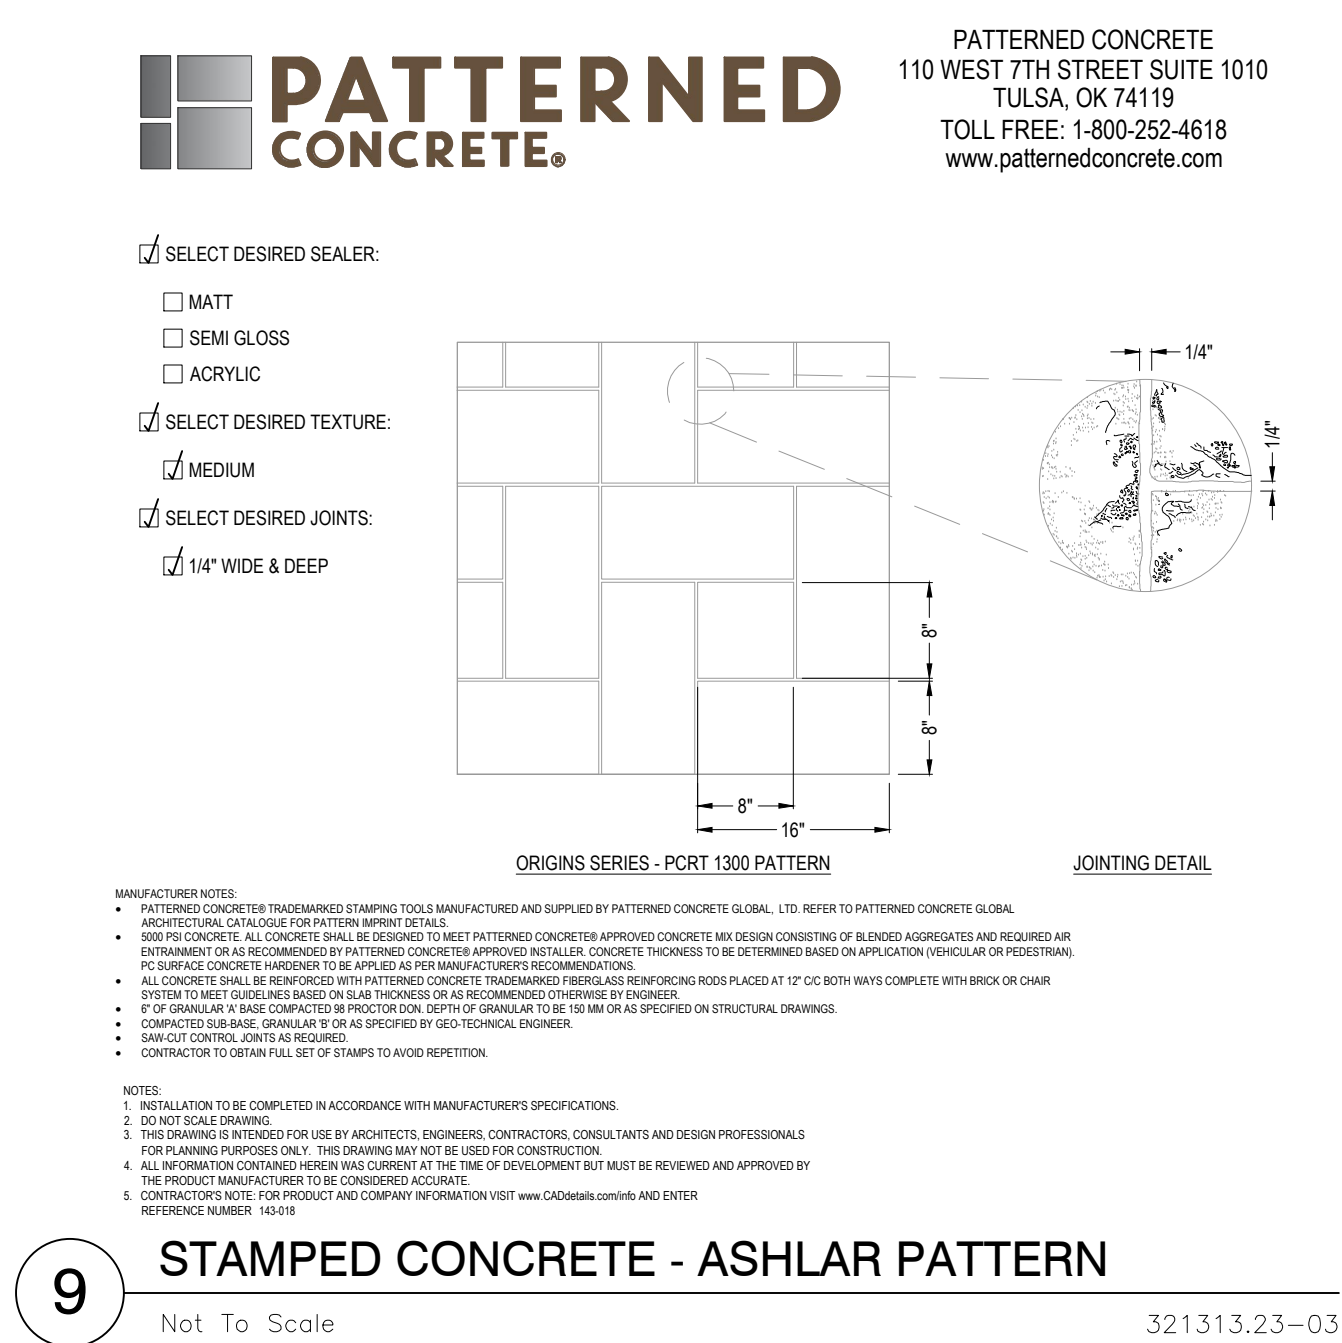 PATTERNED
CONCRETE®
PATTERNED CONCRETE
110 WEST 7TH STREET SUITE 1010
TULSA, OK 74119
TOLL FREE: 1-800-252-4618
www.patternedconcrete.com
SELECT DESIRED SEALER:
MATT
SEMI GLOSS
ACRYLIC
SELECT DESIRED TEXTURE:
MEDIUM
SELECT DESIRED JOINTS:
1/4" WIDE & DEEP
1/4"
1/4"
8"
8"
8"
16"
ORIGINS SERIES - PCRT 1300 PATTERN
JOINTING DETAIL
MANUFACTURER NOTES:
• PATTERNED CONCRETE® TRADEMARKED STAMPING TOOLS MANUFACTURED AND SUPPLIED BY PATTERNED CONCRETE GLOBAL, LTD. REFER TO PATTERNED CONCRETE GLOBAL
ARCHITECTURAL CATALOGUE FOR PATTERN IMPRINT DETAILS.
• 5000 PSI CONCRETE. ALL CONCRETE SHALL BE DESIGNED TO MEET PATTERNED CONCRETE® APPROVED CONCRETE MIX DESIGN CONSISTING OF BLENDED AGGREGATES AND REQUIRED AIR
ENTRAINMENT OR AS RECOMMENDED BY PATTERNED CONCRETE® APPROVED INSTALLER. CONCRETE THICKNESS TO BE DETERMINED BASED ON APPLICATION (VEHICULAR OR PEDESTRIAN).
PC SURFACE CONCRETE HARDENER TO BE APPLIED AS PER MANUFACTURER'S RECOMMENDATIONS.
• ALL CONCRETE SHALL BE REINFORCED WITH PATTERNED CONCRETE TRADEMARKED FIBERGLASS REINFORCING RODS PLACED AT 12" C/C BOTH WAYS COMPLETE WITH BRICK OR CHAIR
SYSTEM TO MEET GUIDELINES BASED ON SLAB THICKNESS OR AS RECOMMENDED OTHERWISE BY ENGINEER.
• 6" OF GRANULAR 'A' BASE COMPACTED 98 PROCTOR DON. DEPTH OF GRANULAR TO BE 150 MM OR AS SPECIFIED ON STRUCTURAL DRAWINGS.
• COMPACTED SUB-BASE, GRANULAR 'B' OR AS SPECIFIED BY GEO-TECHNICAL ENGINEER.
• SAW-CUT CONTROL JOINTS AS REQUIRED.
• CONTRACTOR TO OBTAIN FULL SET OF STAMPS TO AVOID REPETITION.
NOTES:
1. INSTALLATION TO BE COMPLETED IN ACCORDANCE WITH MANUFACTURER'S SPECIFICATIONS.
2. DO NOT SCALE DRAWING.
3. THIS DRAWING IS INTENDED FOR USE BY ARCHITECTS, ENGINEERS, CONTRACTORS, CONSULTANTS AND DESIGN PROFESSIONALS
FOR PLANNING PURPOSES ONLY. THIS DRAWING MAY NOT BE USED FOR CONSTRUCTION.
4. ALL INFORMATION CONTAINED HEREIN WAS CURRENT AT THE TIME OF DEVELOPMENT BUT MUST BE REVIEWED AND APPROVED BY
THE PRODUCT MANUFACTURER TO BE CONSIDERED ACCURATE.
5. CONTRACTOR'S NOTE: FOR PRODUCT AND COMPANY INFORMATION VISIT www.CADdetails.com/info AND ENTER
REFERENCE NUMBER 143-018
9
STAMPED CONCRETE - ASHLAR PATTERN
Not To Scale
321313.23-03